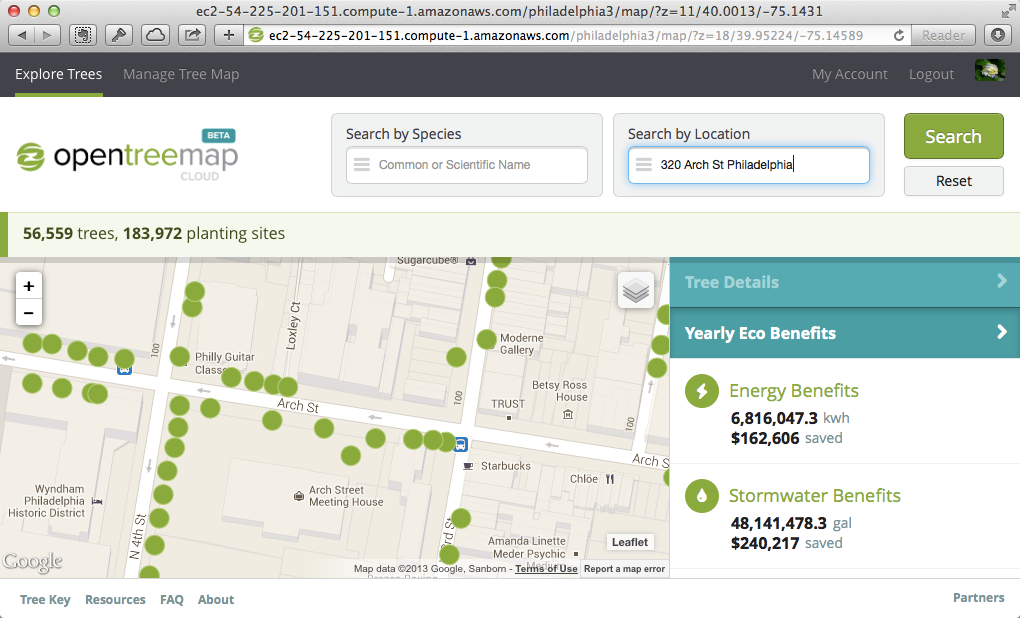 ec2-54-225-201-151.compute-1.amazonaws.com/philadelphia3/map/?z=11/40.0013/-75.1431
ec2-54-225-201-151.compute-1.amazonaws.com/philadelphia3/map/?z=18/39.95224/-75.14589
Reader
Explore Trees
Manage Tree Map
My Account
Logout
opentreemap
BETA
CLOUD
Search by Species
Common or Scientific Name
Search by Location
320 Arch St Philadelphia
Search
Reset
56,559 trees, 183,972 planting sites
+
−
Sugarcube®
Loxley Ct
100
Philly Guitar
Classes
Moderne
Gallery
Betsy Ross
House
TRUST
100
100
Arch St
Arch S
Starbucks
Chlöe
Arch Street
Meeting House
Wyndham
Philadelphia
Historic District
N 4th St
3rd St
Amanda Linette
Meder Psychic
Medium
Google
Leaflet
Map data ©2013 Google, Sanborn - Terms of Use
Report a map error
Tree Details
Yearly Eco Benefits
Energy Benefits
6,816,047.3 kwh
$162,606 saved
Stormwater Benefits
48,141,478.3 gal
$240,217 saved
Tree Key
Resources
FAQ
About
Partners